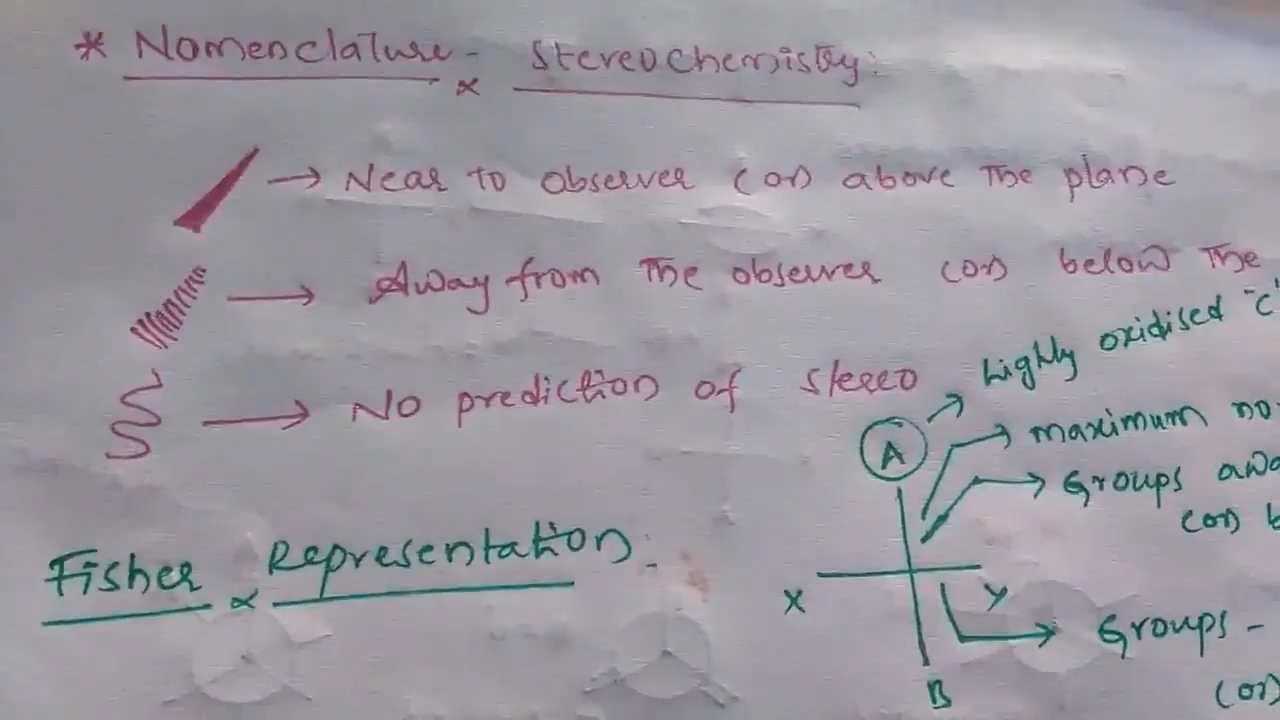 * Nomenclature - Stereochemistry:
→ Near to observer (or) above The plane
→ Away from The observer (or) below The
→ No prediction of stereo
highly oxidised "c"
A
maximum no.
Groups
(or)
Fisher Representation:
X
Y
Groups -
B
(or)